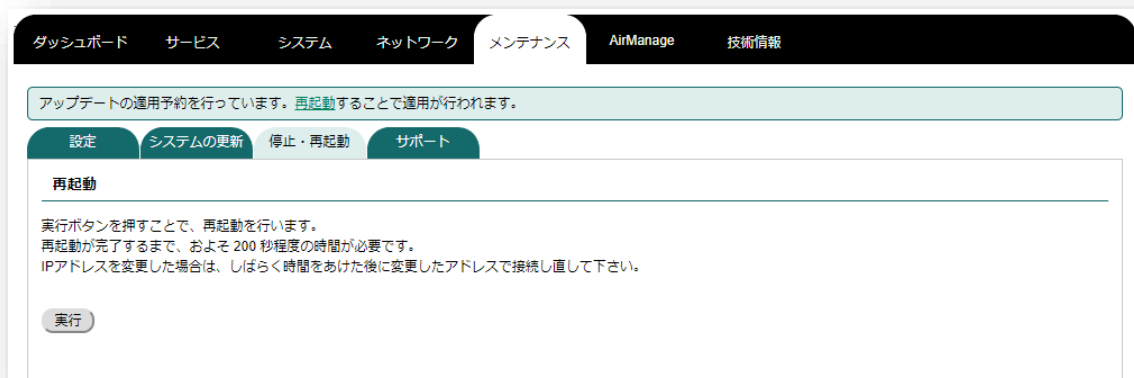 ダッシュボード サービス システム ネットワーク メンテナンス AirManage 技術情報
アップデートの適用予約を行っています。再起動することで適用が行われます。
設定 システムの更新 停止・再起動 サポート
再起動
実行ボタンを押すことで、再起動を行います。
再起動が完了するまで、およそ 200 秒程度の時間が必要です。
IPアドレスを変更した場合は、しばらく時間をあけた後に変更したアドレスで接続し直して下さい。
実行